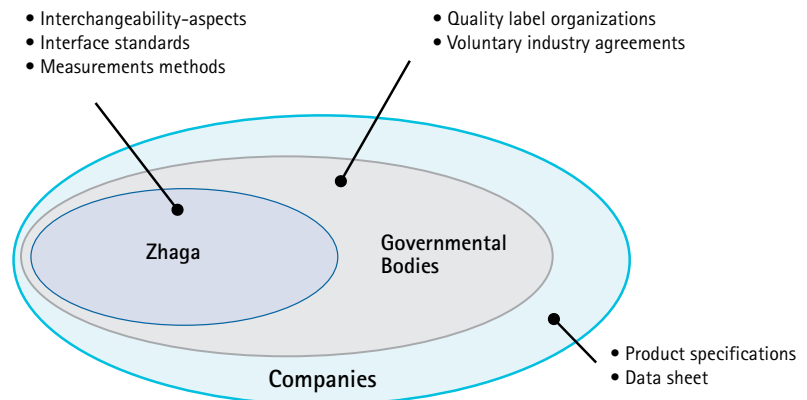 • Interchangeability-aspects
• Interface standards
• Measurements methods
• Quality label organizations
• Voluntary industry agreements
Zhaga
Governmental
Bodies
Companies
• Product specifications
• Data sheet